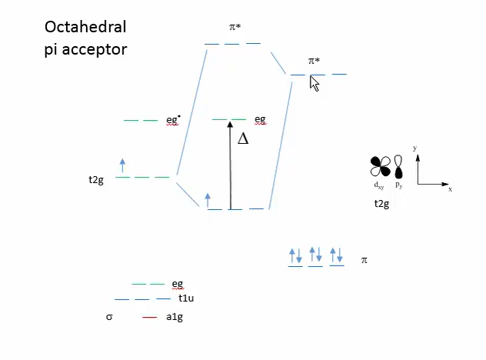 Octahedral
pi acceptor
π*
π*
eg*
eg
Δ
t2g
y
x
dxy
py
t2g
π
eg
t1u
σ
a1g